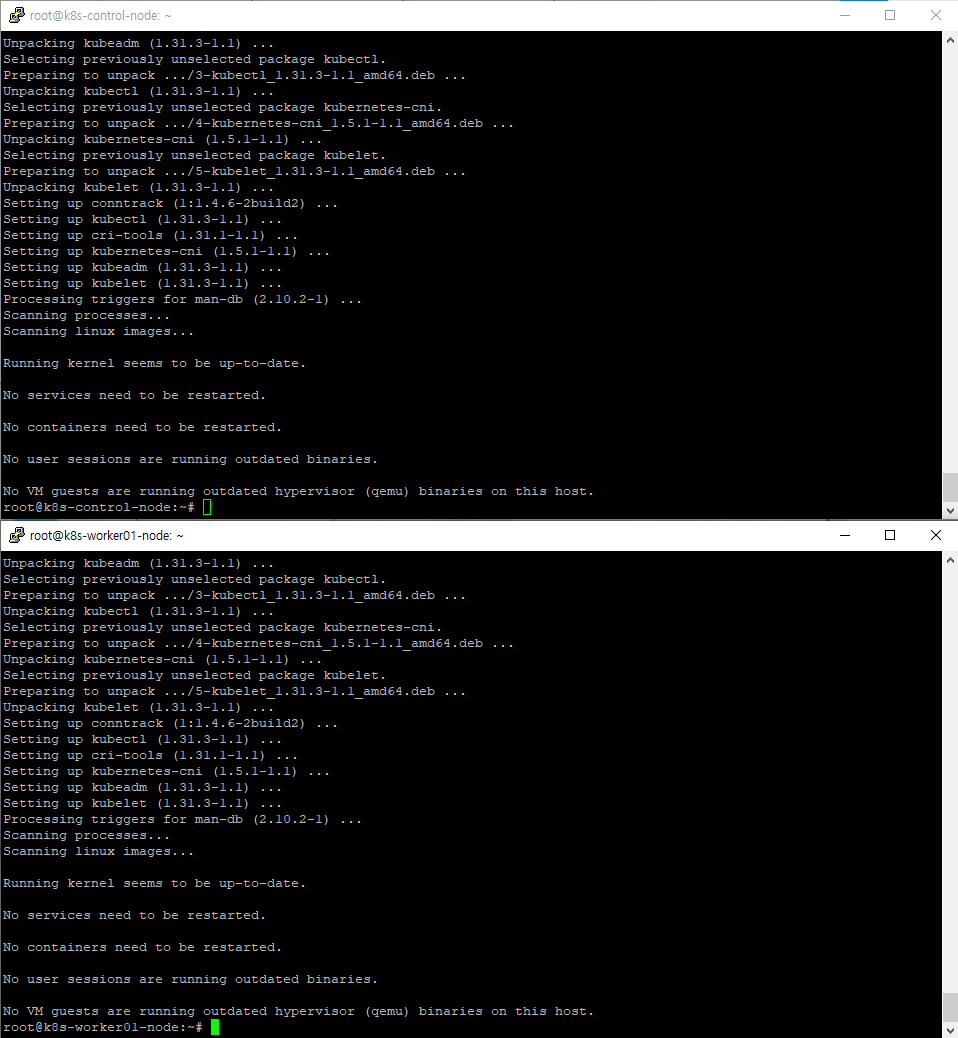 root@k8s-control-node: ~
Unpacking kubeadm (1.31.3-1.1) ...
Selecting previously unselected package kubectl.
Preparing to unpack .../3-kubectl_1.31.3-1.1_amd64.deb ...
Unpacking kubectl (1.31.3-1.1) ...
Selecting previously unselected package kubernetes-cni.
Preparing to unpack .../4-kubernetes-cni_1.5.1-1.1_amd64.deb ...
Unpacking kubernetes-cni (1.5.1-1.1) ...
Selecting previously unselected package kubelet.
Preparing to unpack .../5-kubelet_1.31.3-1.1_amd64.deb ...
Unpacking kubelet (1.31.3-1.1) ...
Setting up conntrack (1:1.4.6-2build2) ...
Setting up kubectl (1.31.3-1.1) ...
Setting up cri-tools (1.31.1-1.1) ...
Setting up kubernetes-cni (1.5.1-1.1) ...
Setting up kubeadm (1.31.3-1.1) ...
Setting up kubelet (1.31.3-1.1) ...
Processing triggers for man-db (2.10.2-1) ...
Scanning processes...
Scanning linux images...
Running kernel seems to be up-to-date.
No services need to be restarted.
No containers need to be restarted.
No user sessions are running outdated binaries.
No VM guests are running outdated hypervisor (qemu) binaries on this host.
root@k8s-control-node:~#
root@k8s-worker01-node: ~
Unpacking kubeadm (1.31.3-1.1) ...
Selecting previously unselected package kubectl.
Preparing to unpack .../3-kubectl_1.31.3-1.1_amd64.deb ...
Unpacking kubectl (1.31.3-1.1) ...
Selecting previously unselected package kubernetes-cni.
Preparing to unpack .../4-kubernetes-cni_1.5.1-1.1_amd64.deb ...
Unpacking kubernetes-cni (1.5.1-1.1) ...
Selecting previously unselected package kubelet.
Preparing to unpack .../5-kubelet_1.31.3-1.1_amd64.deb ...
Unpacking kubelet (1.31.3-1.1) ...
Setting up conntrack (1:1.4.6-2build2) ...
Setting up kubectl (1.31.3-1.1) ...
Setting up cri-tools (1.31.1-1.1) ...
Setting up kubernetes-cni (1.5.1-1.1) ...
Setting up kubeadm (1.31.3-1.1) ...
Setting up kubelet (1.31.3-1.1) ...
Processing triggers for man-db (2.10.2-1) ...
Scanning processes...
Scanning linux images...
Running kernel seems to be up-to-date.
No services need to be restarted.
No containers need to be restarted.
No user sessions are running outdated binaries.
No VM guests are running outdated hypervisor (qemu) binaries on this host.
root@k8s-worker01-node:~#